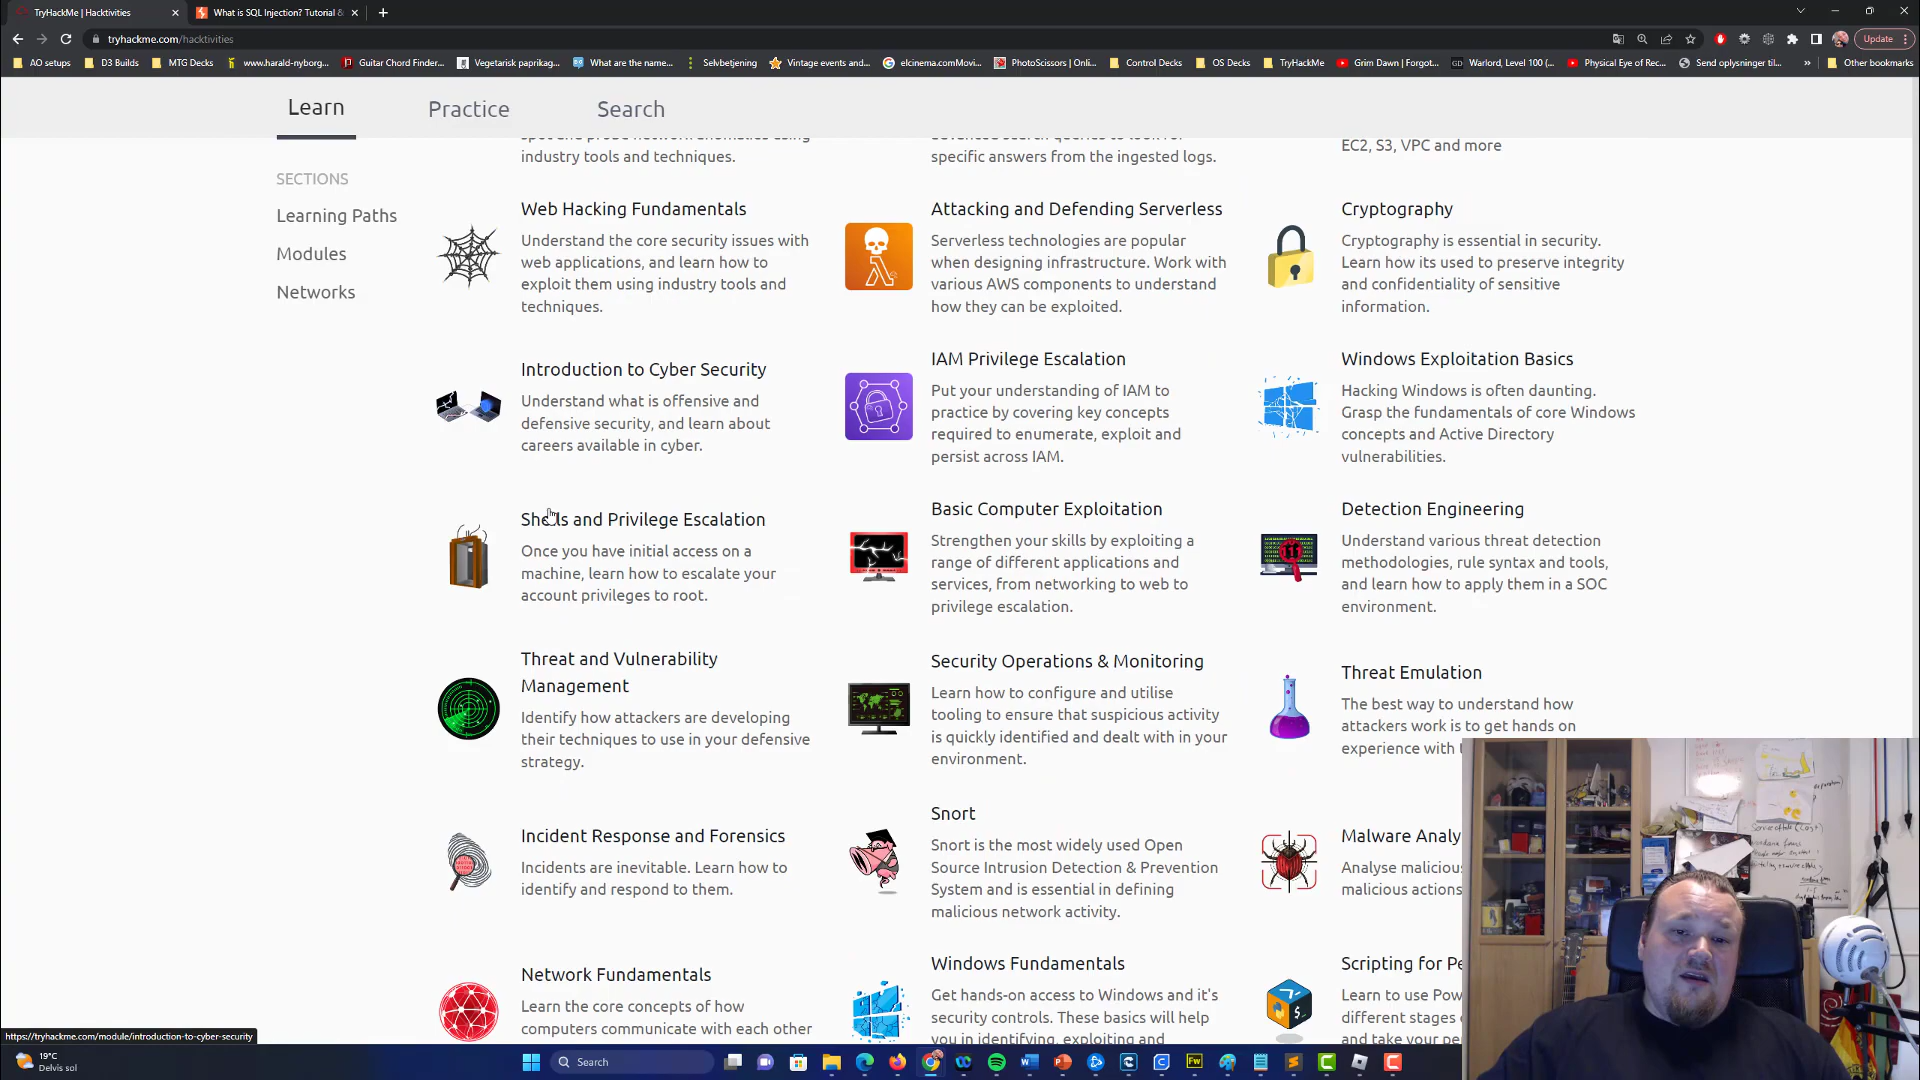 TryHackMe | Hacktivities
What is SQL Injection? Tutorial &
tryhackme.com/hacktivities
Update
AO setups
D3 Builds
MTG Decks
www.harald-nyborg...
Guitar Chord Finder...
Vegetarisk paprikag...
What are the name...
Selvbetjening
Vintage events and...
elcinema.comMovi...
PhotoScissors | Onli...
Control Decks
OS Decks
TryHackMe
Grim Dawn | Forgot...
Warlord, Level 100 (...
Physical Eye of Rec...
Send oplysninger til...
»
Other bookmarks
Learn
Practice
Search
SECTIONS
Learning Paths
Modules
Networks
industry tools and techniques.
specific answers from the ingested logs.
EC2, S3, VPC and more
Web Hacking Fundamentals
Understand the core security issues with
web applications, and learn how to
exploit them using industry tools and
techniques.
Attacking and Defending Serverless
Serverless technologies are popular
when designing infrastructure. Work with
various AWS components to understand
how they can be exploited.
Cryptography
Cryptography is essential in security.
Learn how its used to preserve integrity
and confidentiality of sensitive
information.
Introduction to Cyber Security
Understand what is offensive and
defensive security, and learn about
careers available in cyber.
IAM Privilege Escalation
Put your understanding of IAM to
practice by covering key concepts
required to enumerate, exploit and
persist across IAM.
Windows Exploitation Basics
Hacking Windows is often daunting.
Grasp the fundamentals of core Windows
concepts and Active Directory
vulnerabilities.
Shells and Privilege Escalation
Once you have initial access on a
machine, learn how to escalate your
account privileges to root.
Basic Computer Exploitation
Strengthen your skills by exploiting a
range of different applications and
services, from networking to web to
privilege escalation.
Detection Engineering
Understand various threat detection
methodologies, rule syntax and tools,
and learn how to apply them in a SOC
environment.
Threat and Vulnerability
Management
Identify how attackers are developing
their techniques to use in your defensive
strategy.
Security Operations & Monitoring
Learn how to configure and utilise
tooling to ensure that suspicious activity
is quickly identified and dealt with in your
environment.
Threat Emulation
The best way to understand how
attackers work is to get hands on
experience with
Incident Response and Forensics
Incidents are inevitable. Learn how to
identify and respond to them.
Snort
Snort is the most widely used Open
Source Intrusion Detection & Prevention
System and is essential in defining
malicious network activity.
Malware Analy
Analyse malicious
malicious actions
Network Fundamentals
Learn the core concepts of how
computers communicate with each other
Windows Fundamentals
Get hands-on access to Windows and it's
security controls. These basics will help
you in identifying, exploiting and
Scripting for Pe
Learn to use Pow
different stages
and take your pe
https://tryhackme.com/module/introduction-to-cyber-security
19°C
Delvis sol
Search